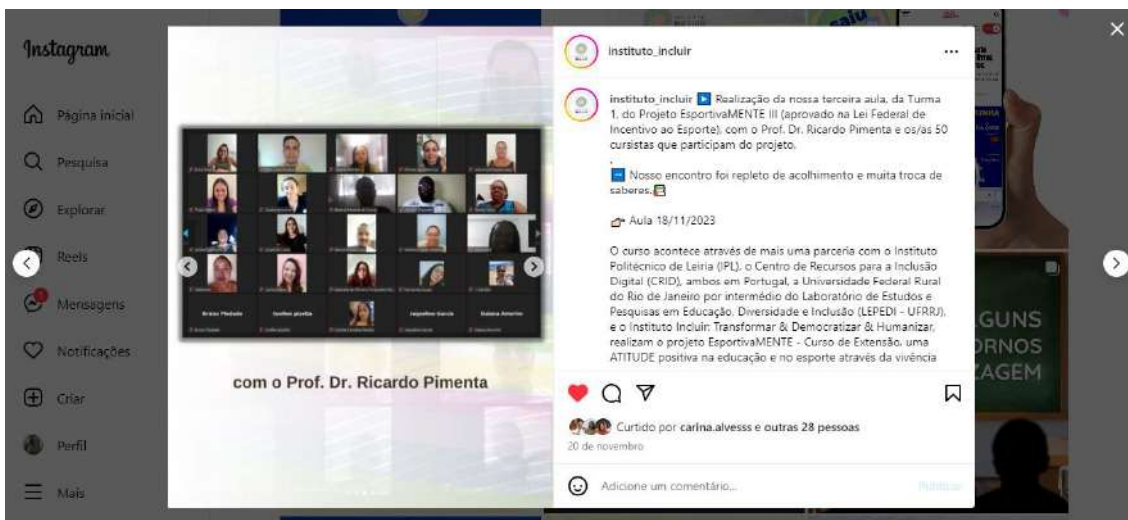 Instagram
Página inicial
Pesquisa
Explorar
Reels
Mensagens
Notificações
Criar
Perfil
Mais
com o Prof. Dr. Ricardo Pimenta
instituto_incluir
instituto_incluir Realização da nossa terceira aula, da Turma
1, do Projeto EsportivaMENTE III (aprovado na Lei Federal de
Incentivo ao Esporte), com o Prof. Dr. Ricardo Pimenta e os/as 50
cursistas que participam do projeto.
.
Nosso encontro foi repleto de acolhimento e muita troca de
saberes.
Aula 18/11/2023
O curso acontece através de mais uma parceria com o Instituto
Politécnico de Leiria (IPL), o Centro de Recursos para a Inclusão
Digital (CRID), ambos em Portugal, a Universidade Federal Rural
do Rio de Janeiro por intermédio do Laboratório de Estudos e
Pesquisas em Educação, Diversidade e Inclusão (LEPEDI - UFRRJ),
e o Instituto Incluir: Transformar & Democratizar & Humanizar,
realizam o projeto EsportivaMENTE - Curso de Extensão, uma
ATITUDE positiva na educação e no esporte através da vivência
Curtido por carina.alvesss e outras 28 pessoas
20 de novembro
Adicione um comentário...
Publicar
saiu
GUNS
ORNOS
ZAGEM